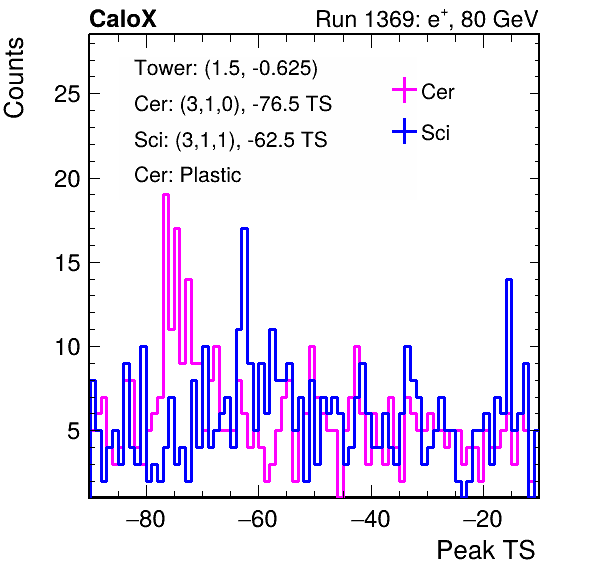 CaloX Run 1369: e⁺, 80 GeV
Counts
Tower: (1.5, -0.625)
Cer: (3,1,0), -76.5 TS
Sci: (3,1,1), -62.5 TS
Cer: Plastic
Cer
Sci
25
20
15
10
5
−80 −60 −40 −20
Peak TS